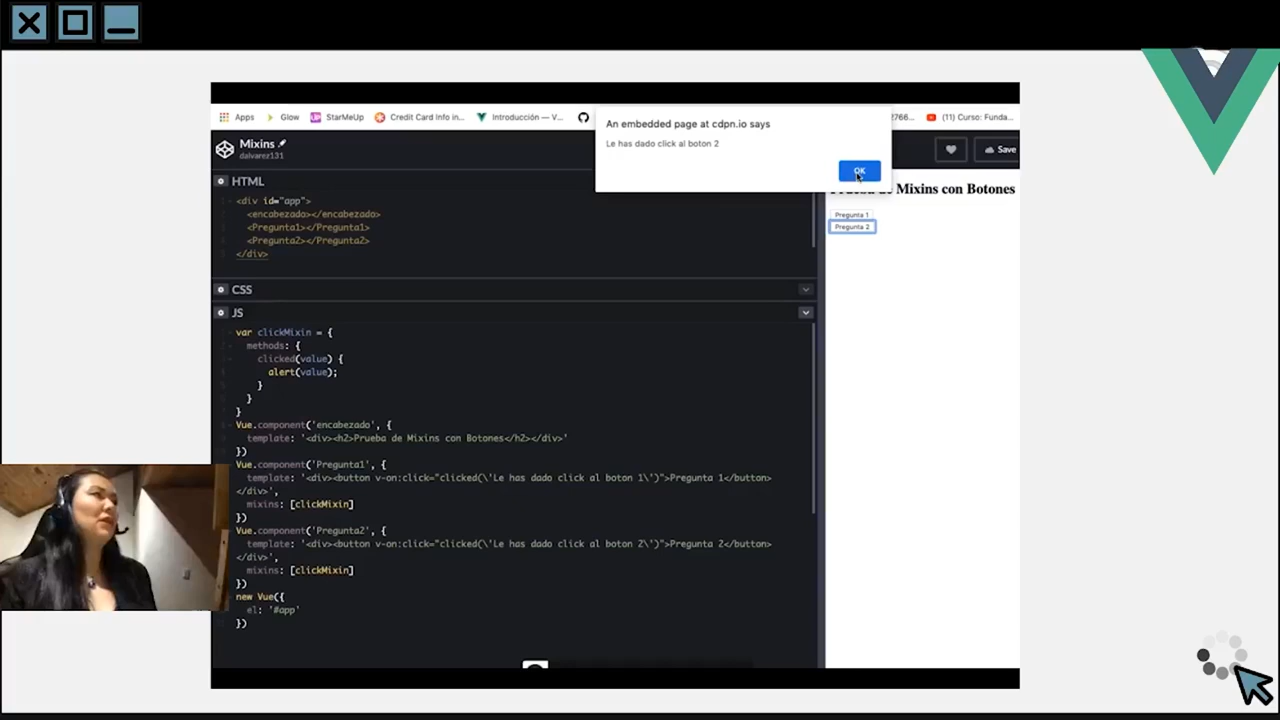 Apps Glow StarMeUp Credit Card Info in... Introducción — V... 2766... (11) Curso: Funda...
An embedded page at cdpn.io says
Le has dado click al boton 2
OK
Mixins
dalvarez131
Save
HTML
<div id="app">
<encabezado></encabezado>
<Pregunta1></Pregunta1>
<Pregunta2></Pregunta2>
</div>
CSS
JS
var clickMixin = {
methods: {
clicked(value) {
alert(value);
}
}
}
Vue.component('encabezado', {
template: '<div><h2>Prueba de Mixins con Botones</h2></div>'
})
Vue.component('Pregunta1', {
template: '<div><button v-on:click="clicked(\'Le has dado click al boton 1\')">Pregunta 1</button>
</div>',
mixins: [clickMixin]
})
Vue.component('Pregunta2', {
template: '<div><button v-on:click="clicked(\'Le has dado click al boton 2\')">Pregunta 2</button>
</div>',
mixins: [clickMixin]
})
new Vue({
el: '#app'
})
Prueba de Mixins con Botones
Pregunta 1
Pregunta 2